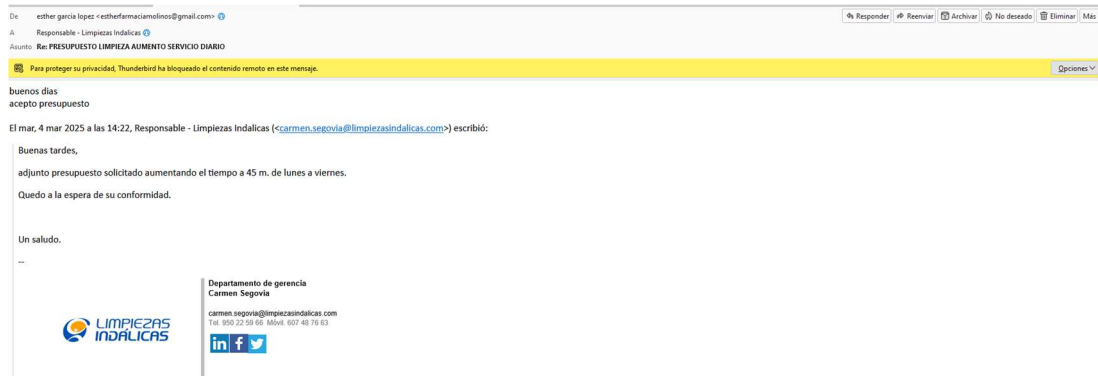 De esther garcia lopez <estherfarmaciamolinos@gmail.com>
Responder Reenviar Archivar No deseado Eliminar Más
A Responsable - Limpiezas Indalicas
Asunto Re: PRESUPUESTO LIMPIEZA AUMENTO SERVICIO DIARIO
Para proteger su privacidad, Thunderbird ha bloqueado el contenido remoto en este mensaje.
Opciones
buenos dias
acepto presupuesto
El mar, 4 mar 2025 a las 14:22, Responsable - Limpiezas Indalicas (<carmen.segovia@limpiezasindalicas.com>) escribió:
Buenas tardes,
adjunto presupuesto solicitado aumentando el tiempo a 45 m. de lunes a viernes.
Quedo a la espera de su conformidad.
Un saludo.
--
LIMPIEZAS
INDÁLICAS
Departamento de gerencia
Carmen Segovia
carmen.segovia@limpiezasindalicas.com
Tel. 950 22 59 66 Móvil. 607 48 76 63
in f